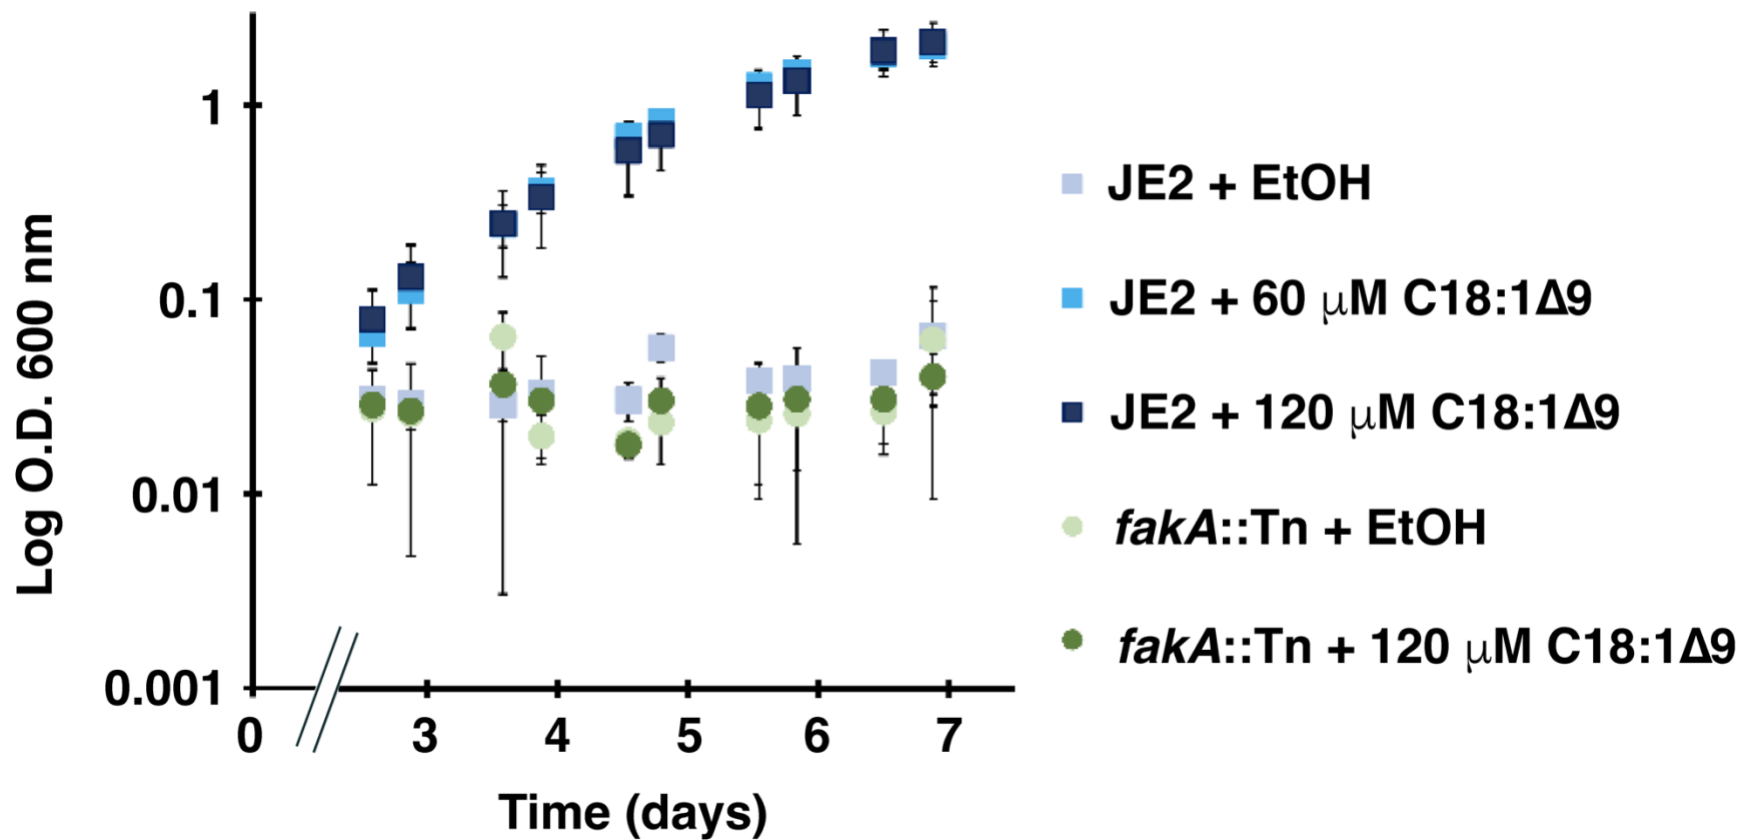 Log O.D. 600 nm
1
0.1
0.01
0.001
0 3 4 5 6 7
Time (days)
JE2 + EtOH
JE2 + 60 μM C18:1Δ9
JE2 + 120 μM C18:1Δ9
fakA::Tn + EtOH
fakA::Tn + 120 μM C18:1Δ9